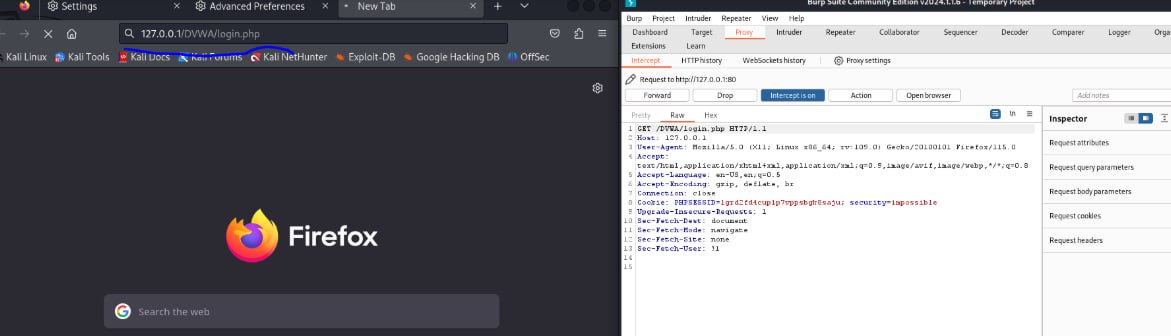 Settings
Advanced Preferences
New Tab
127.0.0.1/DVWA/login.php
Kali Linux Kali Tools Kali Docs Kali Forums Kali NetHunter Exploit-DB Google Hacking DB OffSec
Firefox
Search the web
Burp Suite Community Edition v2024.1.1.6 - Temporary Project
Burp Project Intruder Repeater View Help
Dashboard Target Proxy Intruder Repeater Collaborator Sequencer Decoder Comparer Logger
Extensions Learn
Intercept HTTP history WebSockets history Proxy settings
Request to http://127.0.0.1:80
Forward Drop Intercept is on Action Open browser Add notes
Pretty Raw Hex \n
1 GET /DVWA/login.php HTTP/1.1
2 Host: 127.0.0.1
3 User-Agent: Mozilla/5.0 (X11; Linux x86_64; rv:109.0) Gecko/20100101 Firefox/115.0
4 Accept:
text/html,application/xhtml+xml,application/xml;q=0.9,image/avif,image/webp,*/*;q=0.8
5 Accept-Language: en-US,en;q=0.5
6 Accept-Encoding: gzip, deflate, br
7 Connection: close
8 Cookie: security=impossible
9 Upgrade-Insecure-Requests: 1
10 Sec-Fetch-Dest: document
11 Sec-Fetch-Mode: navigate
12 Sec-Fetch-Site: none
13 Sec-Fetch-User: ?1
14
15
Inspector
Request attributes
Request query parameters
Request body parameters
Request cookies
Request headers